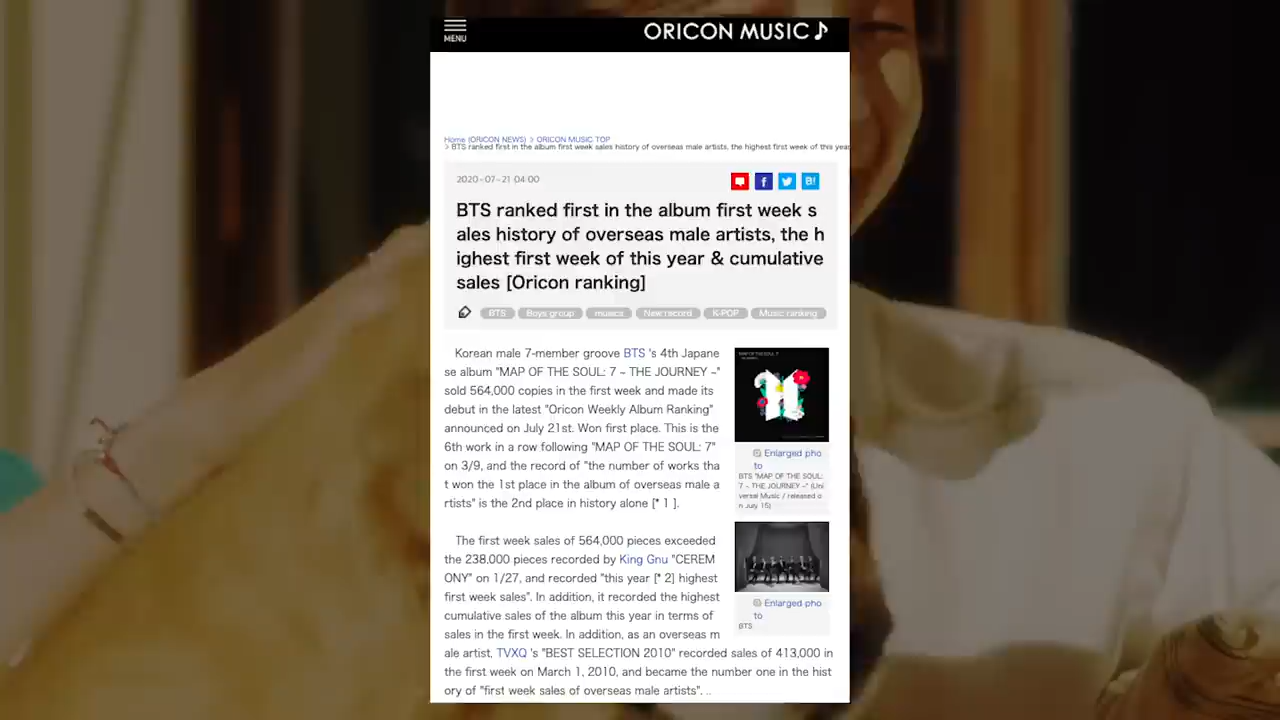 MENU
ORICON MUSIC
Home (ORICON NEWS) > ORICON MUSIC TOP
> BTS ranked first in the album first week sales history of overseas male artists, the highest first week of this year
2020-07-21 04:00
B!
BTS ranked first in the album first week s
ales history of overseas male artists, the h
ighest first week of this year & cumulative
sales [Oricon ranking]
BTS Boys group musics New record K-POP Music ranking
Korean male 7-member groove BTS 's 4th Japane
se album "MAP OF THE SOUL: 7 ~ THE JOURNEY ~"
sold 564,000 copies in the first week and made its
debut in the latest "Oricon Weekly Album Ranking"
announced on July 21st. Won first place. This is the
6th work in a row following "MAP OF THE SOUL: 7"
on 3/9, and the record of "the number of works tha
t won the 1st place in the album of overseas male a
rtists" is the 2nd place in history alone [* 1 ].
The first week sales of 564,000 pieces exceeded
the 238,000 pieces recorded by King Gnu "CEREM
ONY" on 1/27, and recorded "this year [* 2] highest
first week sales". In addition, it recorded the highest
cumulative sales of the album this year in terms of
sales in the first week. In addition, as an overseas m
ale artist, TVXQ 's "BEST SELECTION 2010" recorded sales of 413,000 in
the first week on March 1, 2010, and became the number one in the hist
ory of "first week sales of overseas male artists". ..
MAP OF THE SOUL 7
Enlarged pho
to
BTS "MAP OF THE SOUL:
7 ~ THE JOURNEY ~" (Uni
versal Music / released o
n July 15)
Enlarged pho
to
BTS